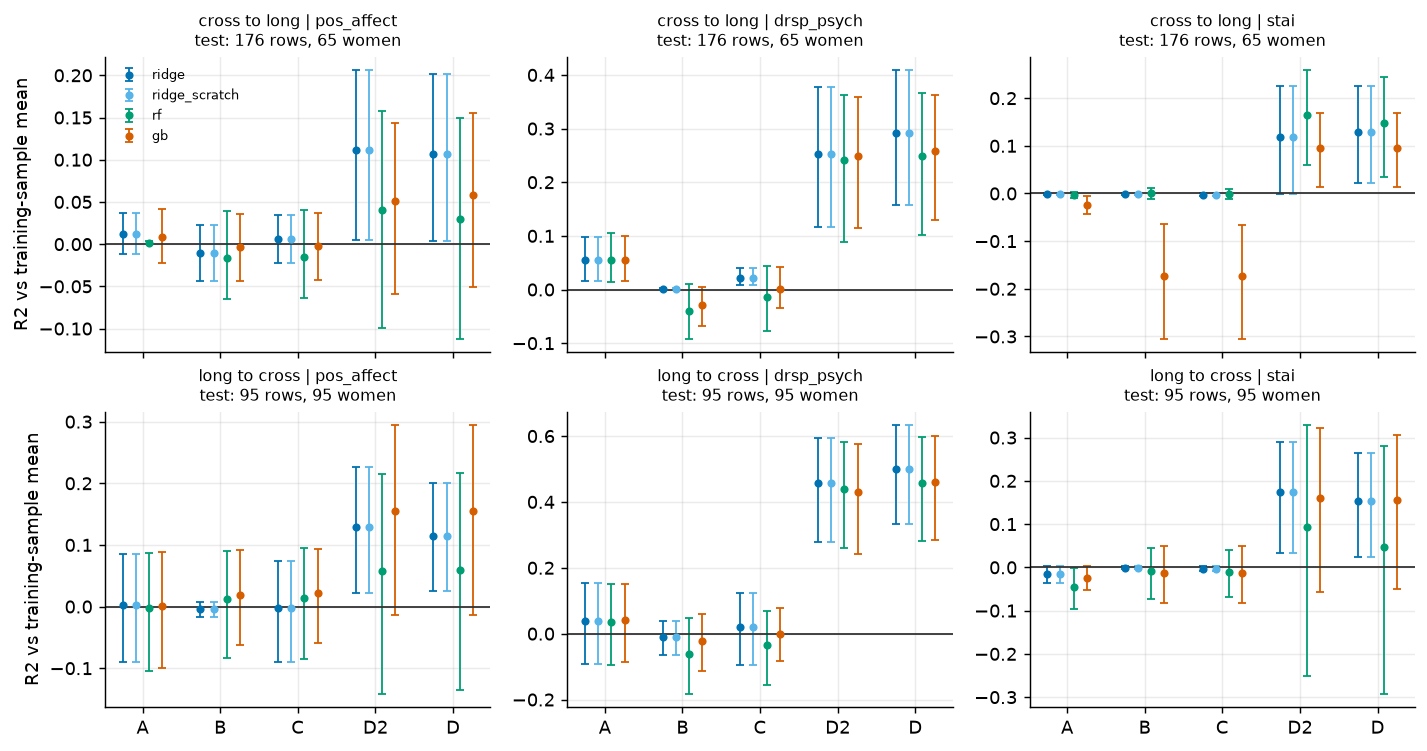 cross to long | pos_affect
test: 176 rows, 65 women
cross to long | drsp_psych
test: 176 rows, 65 women
cross to long | stai
test: 176 rows, 65 women
R2 vs training-sample mean
0.20
0.15
0.10
0.05
0.00
−0.05
−0.10
ridge
ridge_scratch
rf
gb
0.4
0.3
0.2
0.1
0.0
−0.1
0.2
0.1
0.0
−0.1
−0.2
−0.3
long to cross | pos_affect
test: 95 rows, 95 women
long to cross | drsp_psych
test: 95 rows, 95 women
long to cross | stai
test: 95 rows, 95 women
R2 vs training-sample mean
0.3
0.2
0.1
0.0
−0.1
0.6
0.4
0.2
0.0
−0.2
0.3
0.2
0.1
0.0
−0.1
−0.2
−0.3
A B C D2 D
A B C D2 D
A B C D2 D